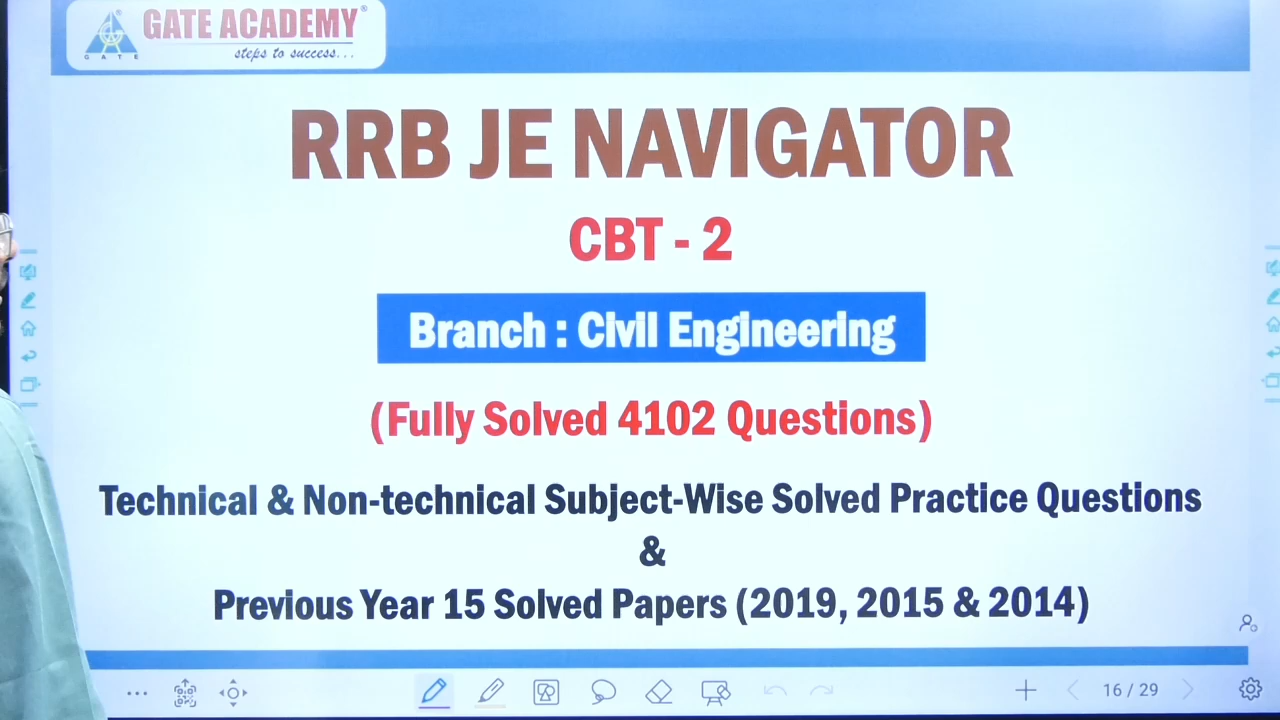 GATE ACADEMY®
steps to success...
GATE
RRB JE NAVIGATOR
CBT - 2
Branch : Civil Engineering
(Fully Solved 4102 Questions)
Technical & Non-technical Subject-Wise Solved Practice Questions
&
Previous Year 15 Solved Papers (2019, 2015 & 2014)
16 / 29